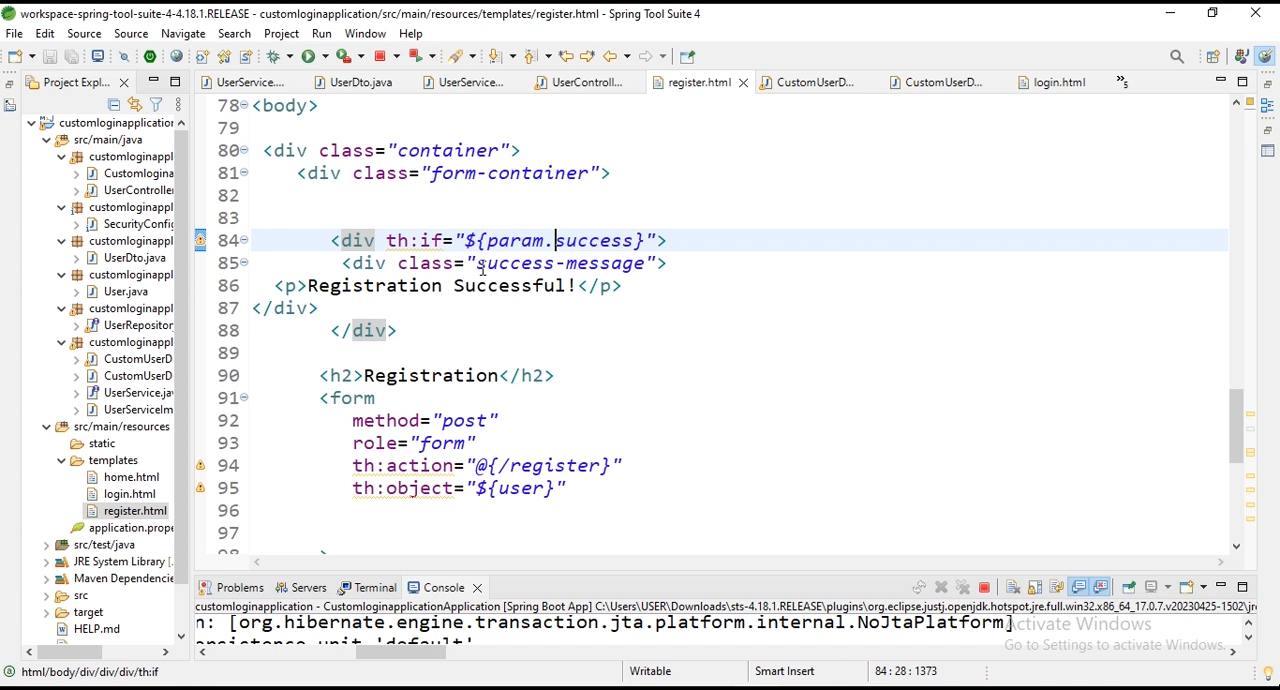 workspace-spring-tool-suite-4-4.18.1.RELEASE - customloginapplication/src/main/resources/templates/register.html - Spring Tool Suite 4
File Edit Source Source Navigate Search Project Run Window Help
Project Expl...
UserService.... UserDto.java UserService... UserControll... register.html CustomUserD... CustomUserD... login.html »5
customloginapplication
src/main/java
customloginappl
Customlogina
UserController
customloginappl
SecurityConfig
customloginappl
UserDto.java
customloginappl
User.java
customloginappl
UserRepositor
customloginappl
CustomUserD
CustomUserD
UserService.ja
UserServiceIm
src/main/resources
static
templates
home.html
login.html
register.html
application.prope
src/test/java
JRE System Library [
Maven Dependencie
src
target
HELP.md
78 <body>
79
80 <div class="container">
81 <div class="form-container">
82
83
84 <div th:if="${param.success}">
85 <div class="success-message">
86 <p>Registration Successful!</p>
87 </div>
88 </div>
89
90 <h2>Registration</h2>
91 <form
92 method="post"
93 role="form"
94 th:action="@{/register}"
95 th:object="${user}"
96
97
98 >
Problems Servers Terminal Console
customloginapplication - CustomloginapplicationApplication [Spring Boot App] C:\Users\USER\Downloads\sts-4.18.1.RELEASE\plugins\org.eclipse.justj.openjdk.hotspot.jre.full.win32.x86_64_17.0.7.v20230425-1502\jre
n: [org.hibernate.engine.transaction.jta.platform.internal.NoJtaPlatform]
ersistence unit 'default'
Activate Windows
Go to Settings to activate Windows.
html/body/div/div/div/th:if Writable Smart Insert 84 : 28 : 1373